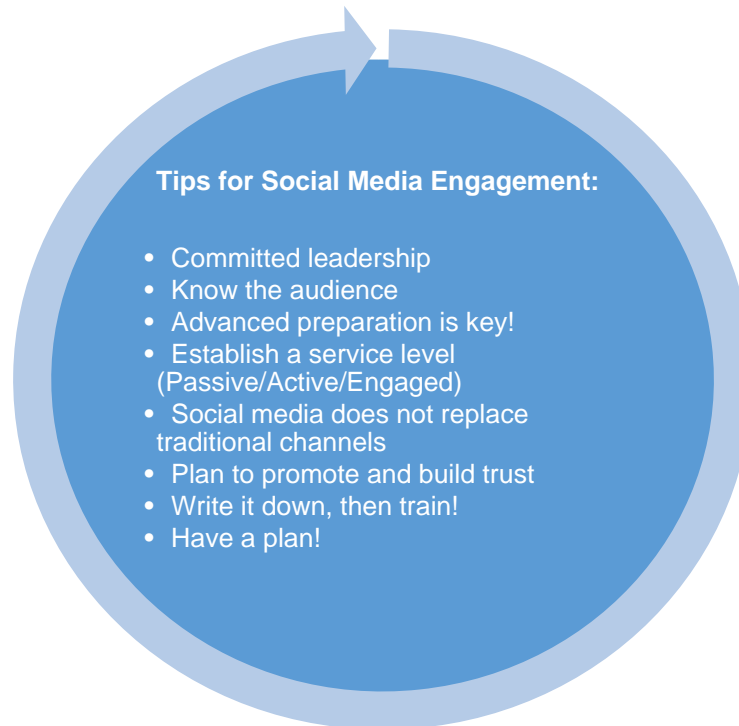 Tips for Social Media Engagement:
• Committed leadership
• Know the audience
• Advanced preparation is key!
• Establish a service level
(Passive/Active/Engaged)
• Social media does not replace
traditional channels
• Plan to promote and build trust
• Write it down, then train!
• Have a plan!